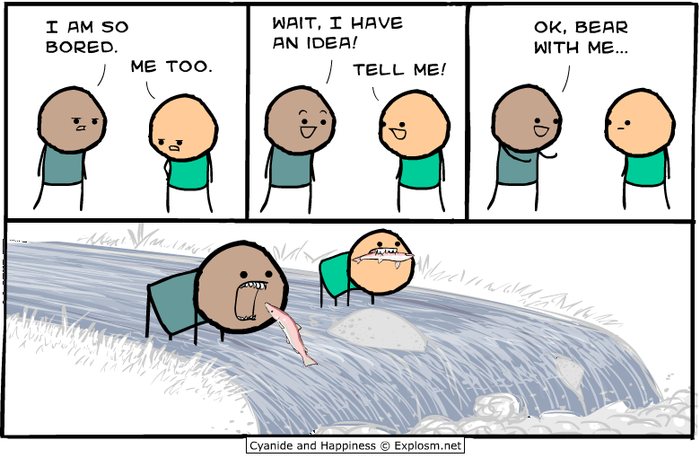 I AM SO
BORED.
ME TOO.
WAIT, I HAVE
AN IDEA!
TELL ME!
OK, BEAR
WITH ME...
Cyanide and Happiness © Explosm.net